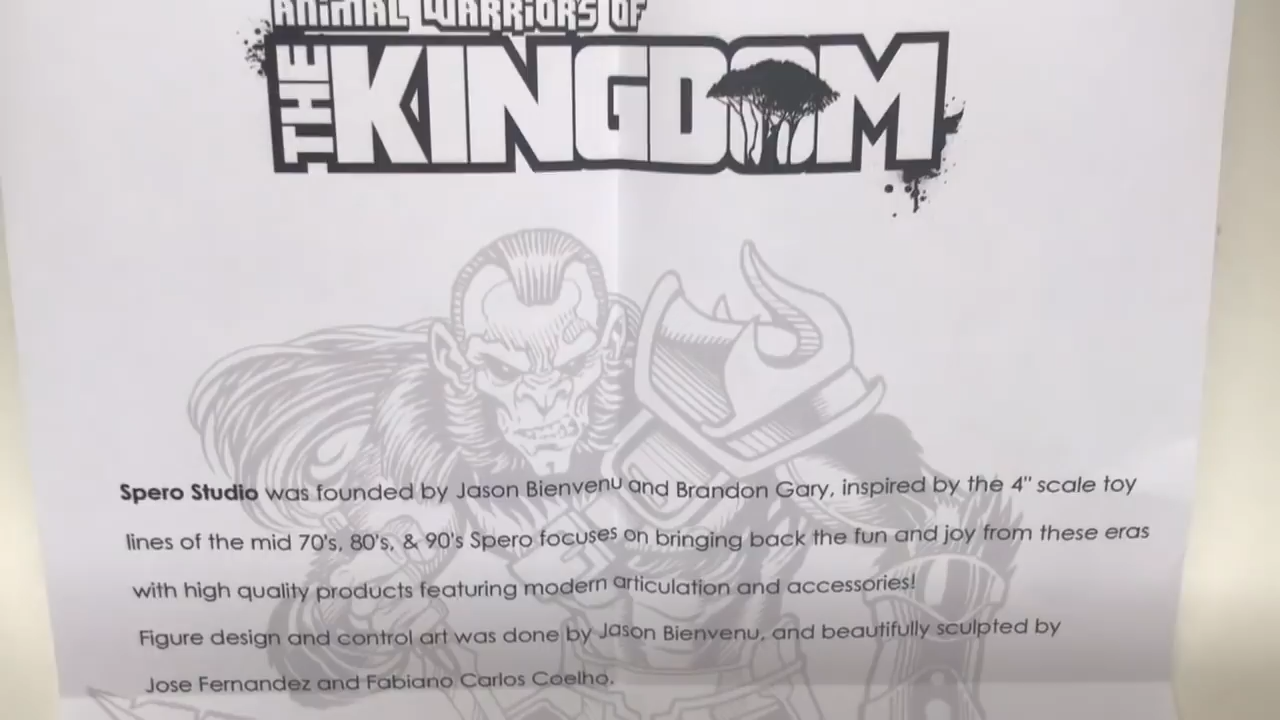 ANIMAL WARRIORS OF
THE KINGDOM
Spero Studio was founded by Jason Bienvenu and Brandon Gary, inspired by the 4" scale toy
lines of the mid 70's, 80's, & 90's Spero focuses on bringing back the fun and joy from these eras
with high quality products featuring modern articulation and accessories!
Figure design and control art was done by Jason Bienvenu, and beautifully sculpted by
Jose Fernandez and Fabiano Carlos Coelho.